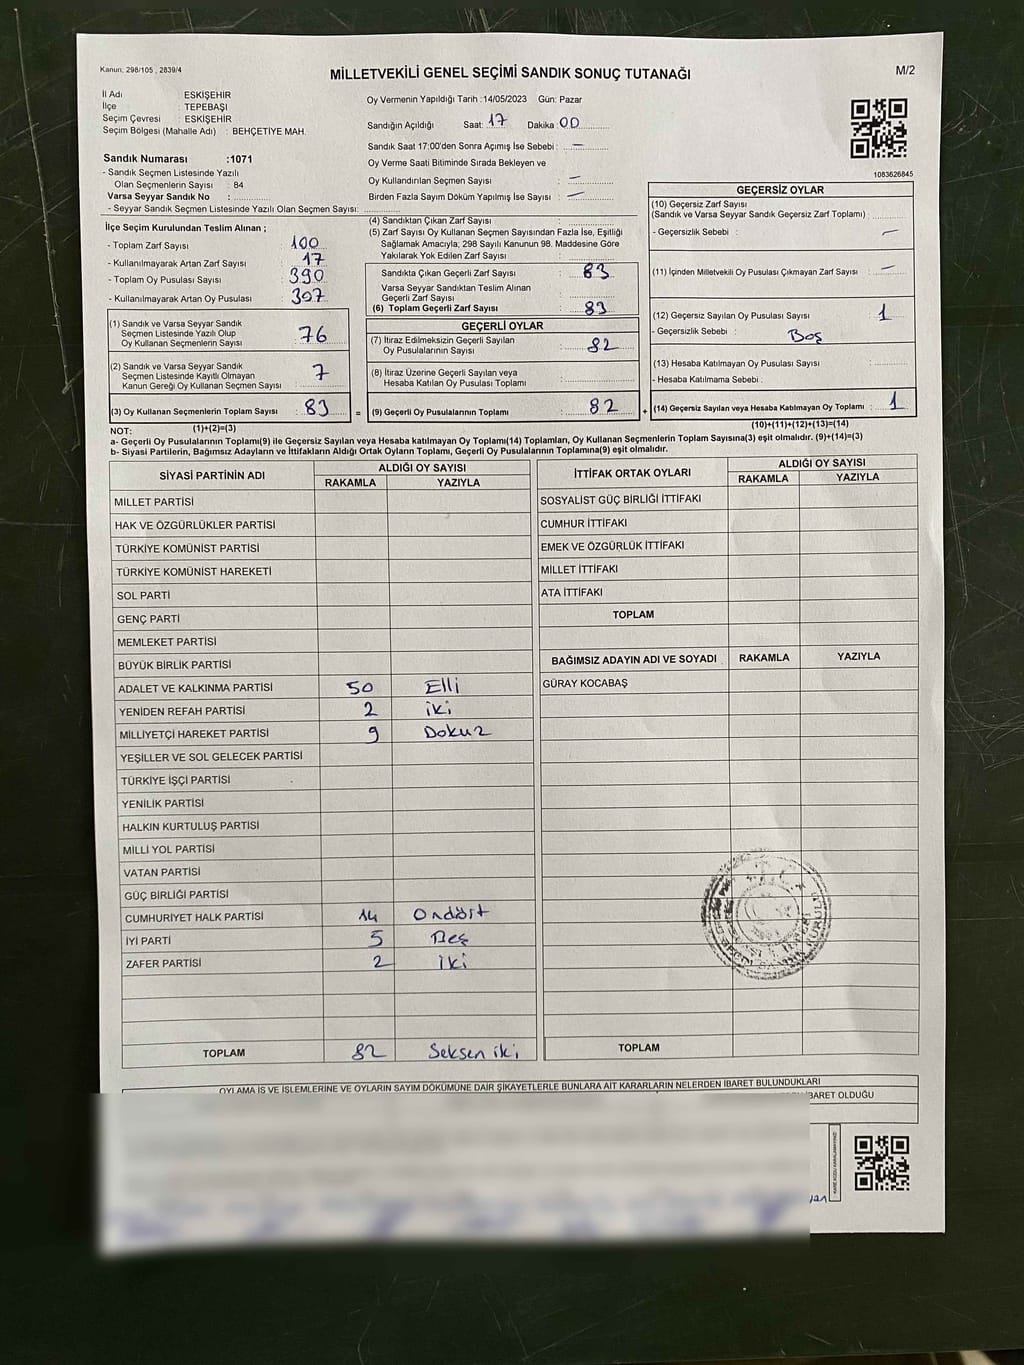 Kanun: 298/105 , 2839/4
MİLLETVEKİLİ GENEL SEÇİMİ SANDIK SONUÇ TUTANAĞI
M/2
İl Adı : ESKİŞEHİR
İlçe : TEPEBAŞI
Seçim Çevresi : ESKİŞEHİR
Seçim Bölgesi (Mahalle Adı) : BEHÇETİYE MAH.
Sandık Numarası :1071
- Sandık Seçmen Listesinde Yazılı
Olan Seçmenlerin Sayısı : 84
Varsa Seyyar Sandık No :
- Seyyar Sandık Seçmen Listesinde Yazılı Olan Seçmen Sayısı:
Oy Vermenin Yapıldığı Tarih :14/05/2023 Gün: Pazar
Sandığın Açıldığı Saat: 17 Dakika : 00
Sandık Saat 17:00'den Sonra Açımış İse Sebebi : —
Oy Verme Saati Bitiminde Sırada Bekleyen ve
Oy Kullandırılan Seçmen Sayısı : —
Birden Fazla Sayım Döküm Yapılmış İse Sayısı : —
1083626845
İlçe Seçim Kurulundan Teslim Alınan ;
- Toplam Zarf Sayısı : 100
- Kullanılmayarak Artan Zarf Sayısı : 17
- Toplam Oy Pusulası Sayısı : 390
- Kullanılmayarak Artan Oy Pusulası : 307
(1) Sandık ve Varsa Seyyar Sandık
Seçmen Listesinde Yazılı Olup
Oy Kullanan Seçmenlerin Sayısı : 76
(2) Sandık ve Varsa Seyyar Sandık
Seçmen Listesinde Kayıtlı Olmayan
Kanun Gereği Oy Kullanan Seçmen Sayısı : 7
(3) Oy Kullanan Seçmenlerin Toplam Sayısı : 83
(1)+(2)=(3)
(4) Sandıktan Çıkan Zarf Sayısı :
(5) Zarf Sayısı Oy Kullanan Seçmen Sayısından Fazla İse, Eşitliği
Sağlamak Amacıyla; 298 Sayılı Kanunun 98. Maddesine Göre
Yakılarak Yok Edilen Zarf Sayısı :
Sandıkta Çıkan Geçerli Zarf Sayısı : 83
Varsa Seyyar Sandıktan Teslim Alınan
Geçerli Zarf Sayısı :
(6) Toplam Geçerli Zarf Sayısı : 83
GEÇERLİ OYLAR
(7) İtiraz Edilmeksizin Geçerli Sayılan
Oy Pusulalarının Sayısı : 82
(8) İtiraz Üzerine Geçerli Sayılan veya
Hesaba Katılan Oy Pusulası Toplamı :
= (9) Geçerli Oy Pusulalarının Toplamı : 82
GEÇERSİZ OYLAR
(10) Geçersiz Zarf Sayısı
(Sandık ve Varsa Seyyar Sandık Geçersiz Zarf Toplamı) :
- Geçersizlik Sebebi : —
(11) İçinden Milletvekili Oy Pusulası Çıkmayan Zarf Sayısı : —
(12) Geçersiz Sayılan Oy Pusulası Sayısı : 1
- Geçersizlik Sebebi : Boş
(13) Hesaba Katılmayan Oy Pusulası Sayısı :
- Hesaba Katılmama Sebebi :
+ (14) Geçersiz Sayılan veya Hesaba Katılmayan Oy Toplamı : 1
(10)+(11)+(12)+(13)=(14)
NOT:
a- Geçerli Oy Pusulalarının Toplamı(9) ile Geçersiz Sayılan veya Hesaba katılmayan Oy Toplamı(14) Toplamları, Oy Kullanan Seçmenlerin Toplam Sayısına(3) eşit olmalıdır. (9)+(14)=(3)
b- Siyasi Partilerin, Bağımsız Adayların ve İttifakların Aldığı Ortak Oyların Toplamı, Geçerli Oy Pusulalarının Toplamına(9) eşit olmalıdır.
SİYASİ PARTİNİN ADI ALDIĞI OY SAYISI
RAKAMLA YAZIYLA
MİLLET PARTİSİ
HAK VE ÖZGÜRLÜKLER PARTİSİ
TÜRKİYE KOMÜNİST PARTİSİ
TÜRKİYE KOMÜNİST HAREKETİ
SOL PARTİ
GENÇ PARTİ
MEMLEKET PARTİSİ
BÜYÜK BİRLİK PARTİSİ
ADALET VE KALKINMA PARTİSİ 50 Elli
YENİDEN REFAH PARTİSİ 2 iki
MİLLİYETÇİ HAREKET PARTİSİ 9 Dokuz
YEŞİLLER VE SOL GELECEK PARTİSİ
TÜRKİYE İŞÇİ PARTİSİ
YENİLİK PARTİSİ
HALKIN KURTULUŞ PARTİSİ
MİLLİ YOL PARTİSİ
VATAN PARTİSİ
GÜÇ BİRLİĞİ PARTİSİ
CUMHURİYET HALK PARTİSİ 14 Ondört
İYİ PARTİ 5 Beş
ZAFER PARTİSİ 2 İki
TOPLAM 82 Seksen iki
İTTİFAK ORTAK OYLARI ALDIĞI OY SAYISI
RAKAMLA YAZIYLA
SOSYALİST GÜÇ BİRLİĞİ İTTİFAKI
CUMHUR İTTİFAKI
EMEK VE ÖZGÜRLÜK İTTİFAKI
MİLLET İTTİFAKI
ATA İTTİFAKI
TOPLAM
BAĞIMSIZ ADAYIN ADI VE SOYADI RAKAMLA YAZIYLA
GÜRAY KOCABAŞ
TOPLAM
OYLAMA İŞ VE İŞLEMLERİNE VE OYLARIN SAYIM DÖKÜMÜNE DAİR ŞİKAYETLERLE BUNLARA AİT KARARLARIN NELERDEN İBARET BULUNDUKLARI
İBARET OLDUĞU